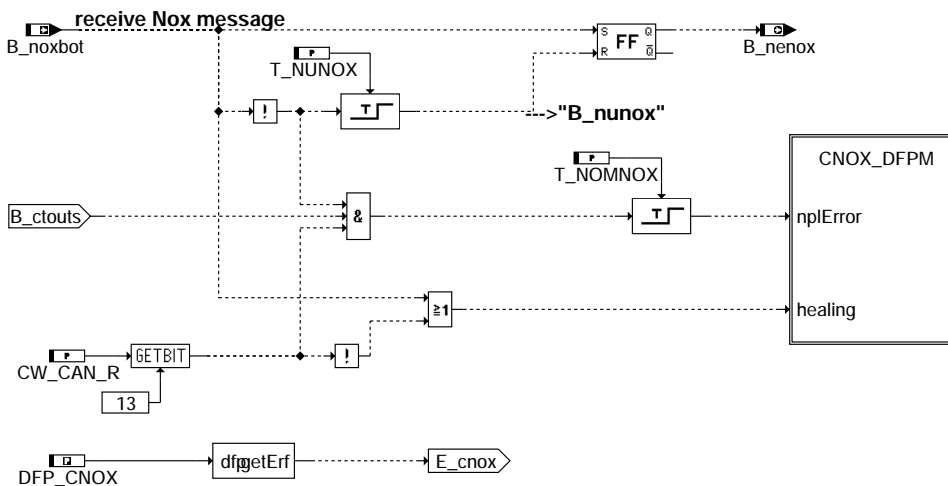 receive Nox message
B_noxbot
S Q
FF
R Q̅
B_nenox
P
T_NUNOX
!
T
--->"B_nunox"
CNOX_DFPM
P
T_NOMNOX
B_ctouts
&
T
nplError
≥1
healing
P
GETBIT
!
CW_CAN_R
13
dfpgetErf
E_cnox
DFP_CNOX